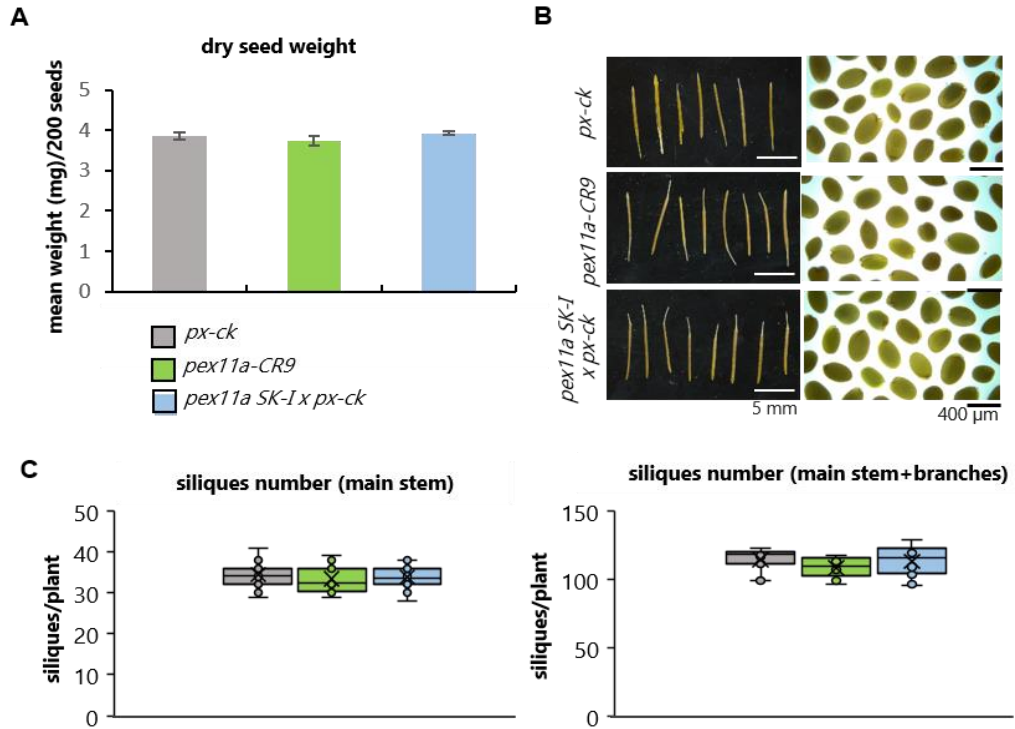 A
dry seed weight
mean weight (mg)/200 seeds
5
4
3
2
1
0
px-ck
pex11a-CR9
pex11a SK-I x px-ck
B
px-ck
pex11a-CR9
pex11a SK-I
x px-ck
5 mm
400 µm
C
siliques number (main stem)
siliques/plant
50
40
30
20
10
0
siliques number (main stem+branches)
siliques/plant
150
100
50
0